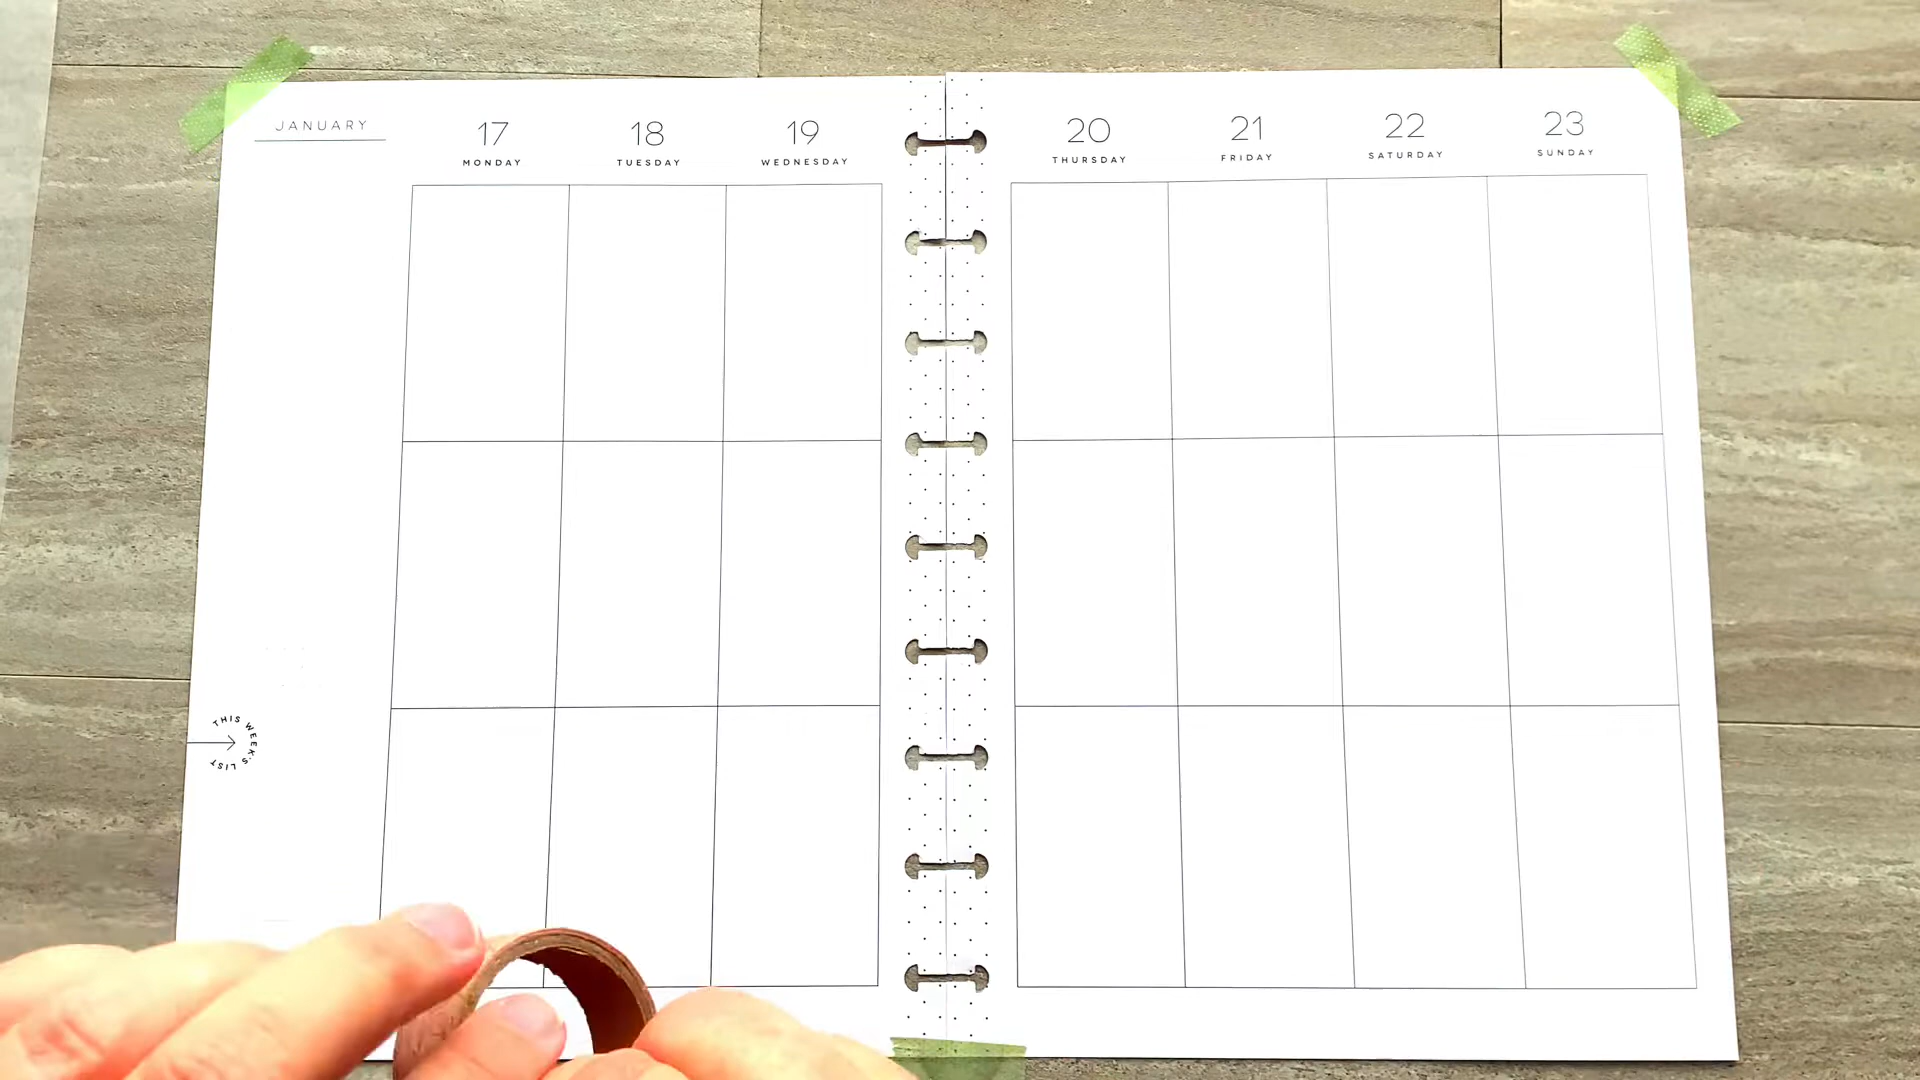 JANUARY
17
MONDAY
18
TUESDAY
19
WEDNESDAY
20
THURSDAY
21
FRIDAY
22
SATURDAY
23
SUNDAY
THIS WEEK'S LIST